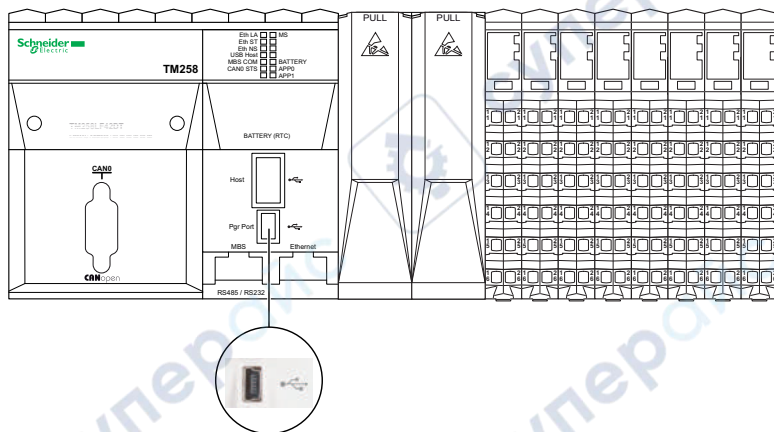 Schneider
Electric
TM258
Eth LA
MS
Eth ST
Eth NS
USB Host
MBS COM
BATTERY
CAN0 STS
APP0
APP1
PULL
PULL
TM258LF42DT
BATTERY (RTC)
CAN0
Host
Pgr Port
MBS
Ethernet
CANopen
RS485 / RS232